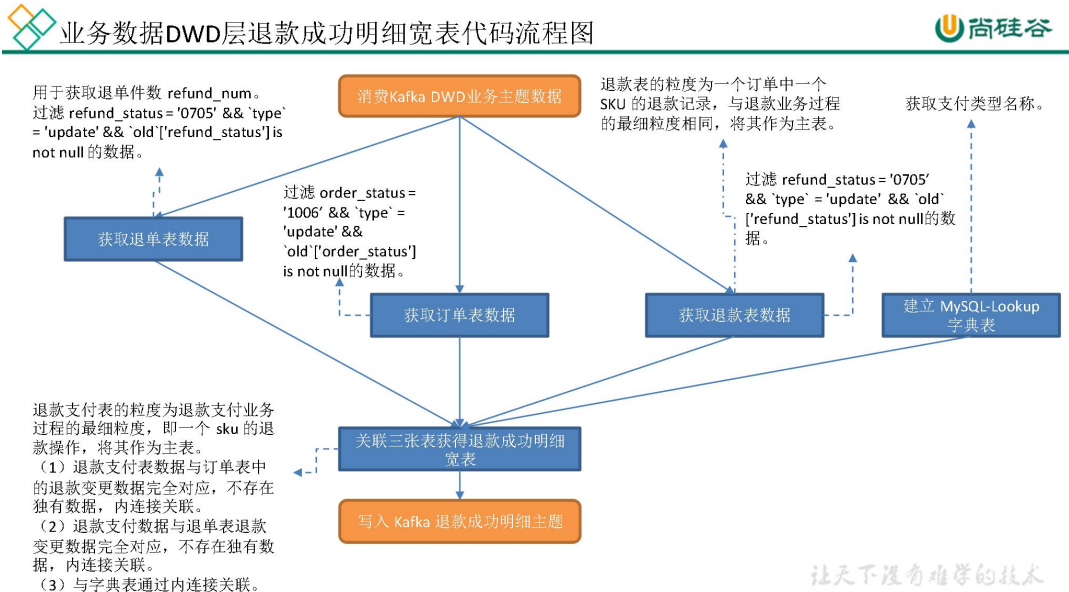 业务数据DWD层退款成功明细宽表代码流程图
尚硅谷
用于获取退单件数 refund_num。
过滤 refund_status = '0705' && `type`
= 'update' && `old`['refund_status'] is
not null 的数据。
消费Kafka DWD业务主题数据
退款表的粒度为一个订单中一个
SKU 的退款记录，与退款业务过程
的最细粒度相同，将其作为主表。
获取支付类型名称。
过滤 order_status =
'1006’ && `type` =
'update' &&
`old`['order_status']
is not null的数据。
过滤 refund_status = '0705’
&& `type` = 'update' && `old`
['refund_status'] is not null的数
据。
获取退单表数据
获取订单表数据
获取退款表数据
建立 MySQL-Lookup
字典表
退款支付表的粒度为退款支付业务
过程的最细粒度，即一个 sku 的退
款操作，将其作为主表。
（1）退款支付表数据与订单表中
的退款变更数据完全对应，不存在
独有数据，内连接关联。
（2）退款支付数据与退单表退款
变更数据完全对应，不存在独有数
据，内连接关联。
（3）与字典表通过内连接关联。
关联三张表获得退款成功明细
宽表
写入 Kafka 退款成功明细主题
让天下没有难学的技术